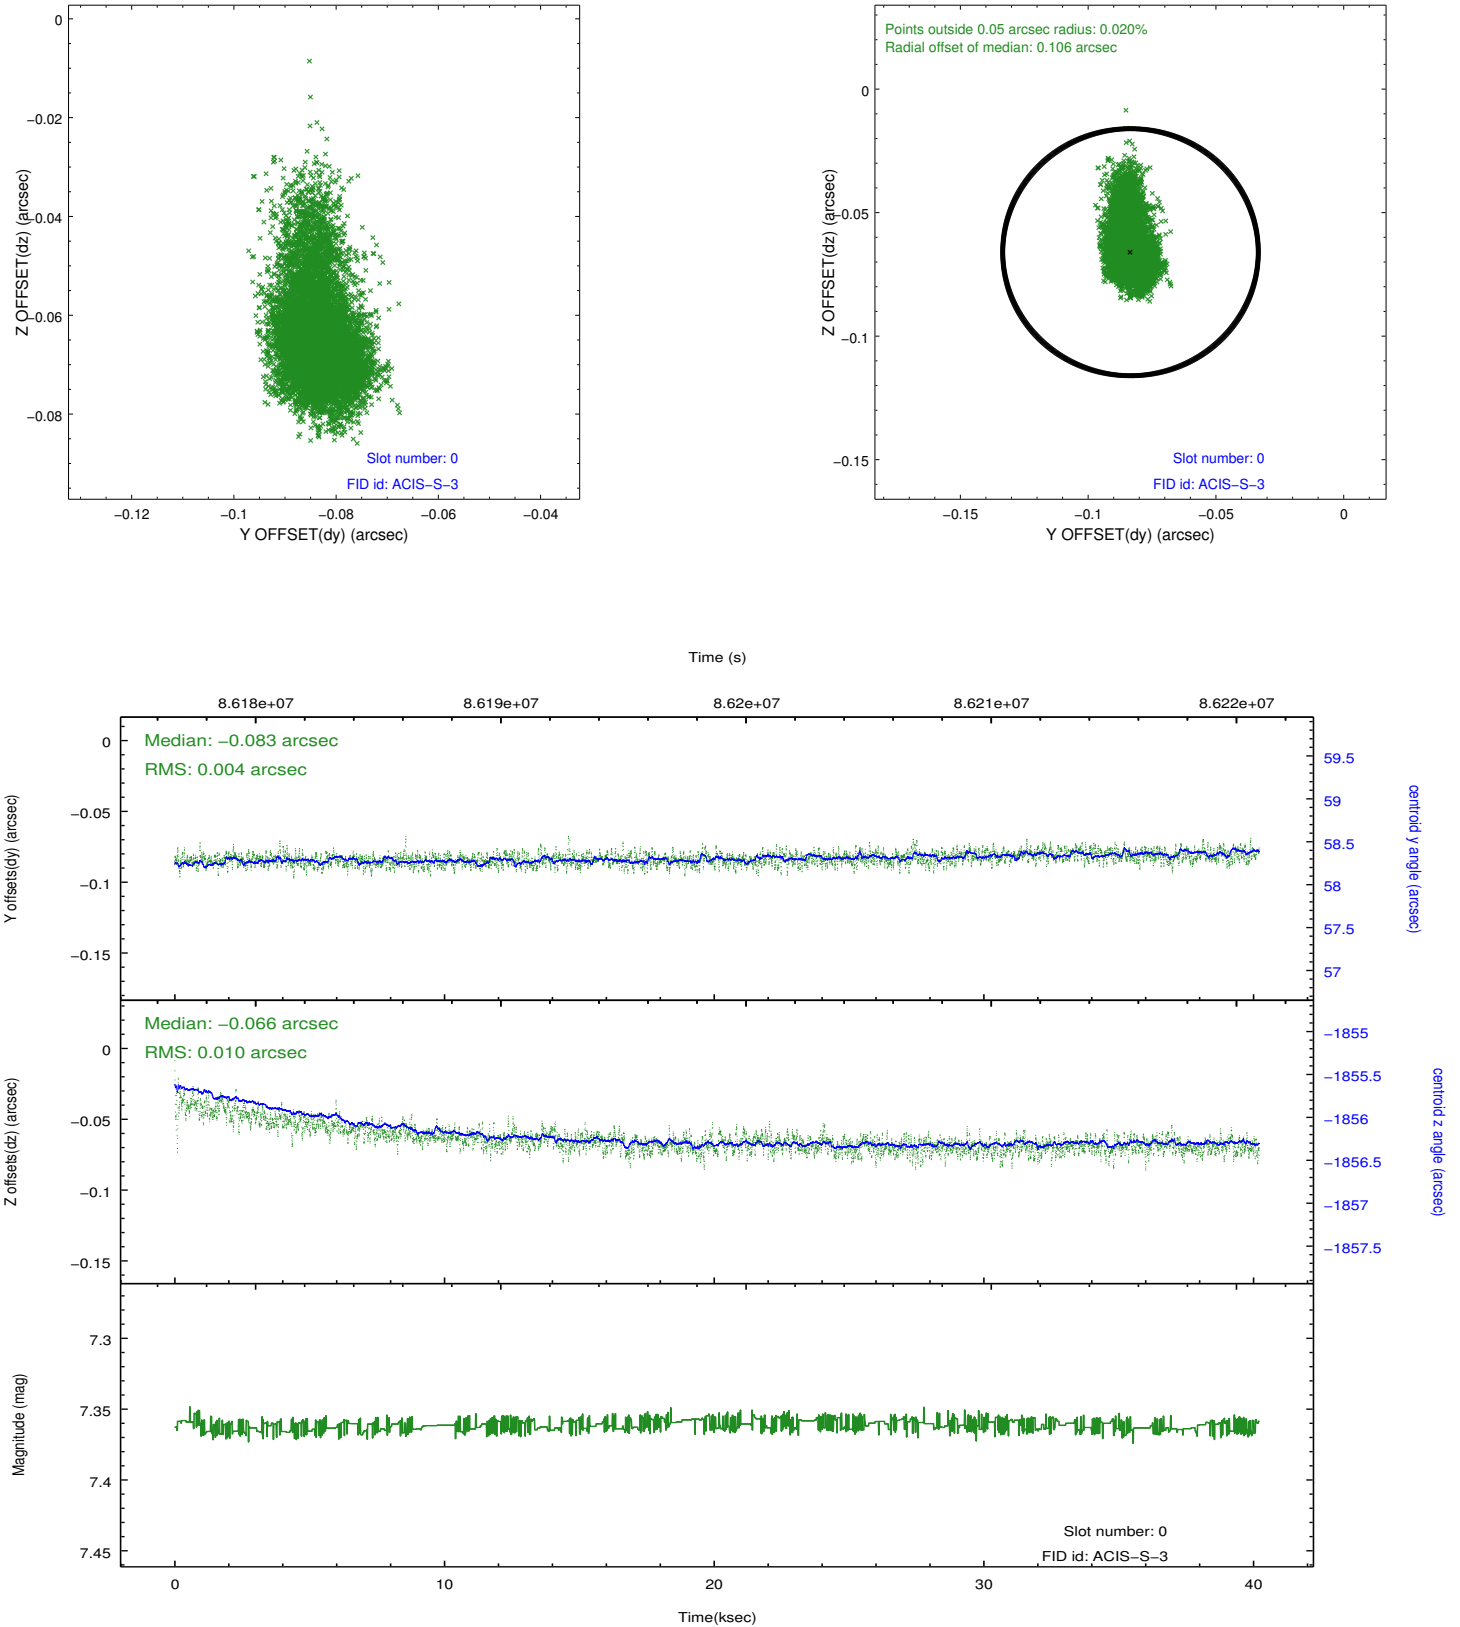 0
−0.02
−0.04
−0.06
−0.08
Z OFFSET(dz) (arcsec)
Slot number: 0
FID id: ACIS−S−3
−0.12
−0.1
−0.08
−0.06
−0.04
Y OFFSET(dy) (arcsec)
Points outside 0.05 arcsec radius: 0.020%
Radial offset of median: 0.106 arcsec
0
−0.05
−0.1
−0.15
Z OFFSET(dz) (arcsec)
Slot number: 0
FID id: ACIS−S−3
−0.15
−0.1
−0.05
0
Y OFFSET(dy) (arcsec)
Time (s)
8.618e+07
8.619e+07
8.62e+07
8.621e+07
8.622e+07
Median: −0.083 arcsec
RMS: 0.004 arcsec
0
−0.05
−0.1
−0.15
Y offsets(dy) (arcsec)
59.5
59
58.5
58
57.5
57
centroid y angle (arcsec)
Median: −0.066 arcsec
RMS: 0.010 arcsec
0
−0.05
−0.1
−0.15
Z offsets(dz) (arcsec)
−1855
−1855.5
−1856
−1856.5
−1857
−1857.5
centroid z angle (arcsec)
7.3
7.35
7.4
7.45
Magnitude (mag)
Slot number: 0
FID id: ACIS−S−3
0
10
20
30
40
Time(ksec)